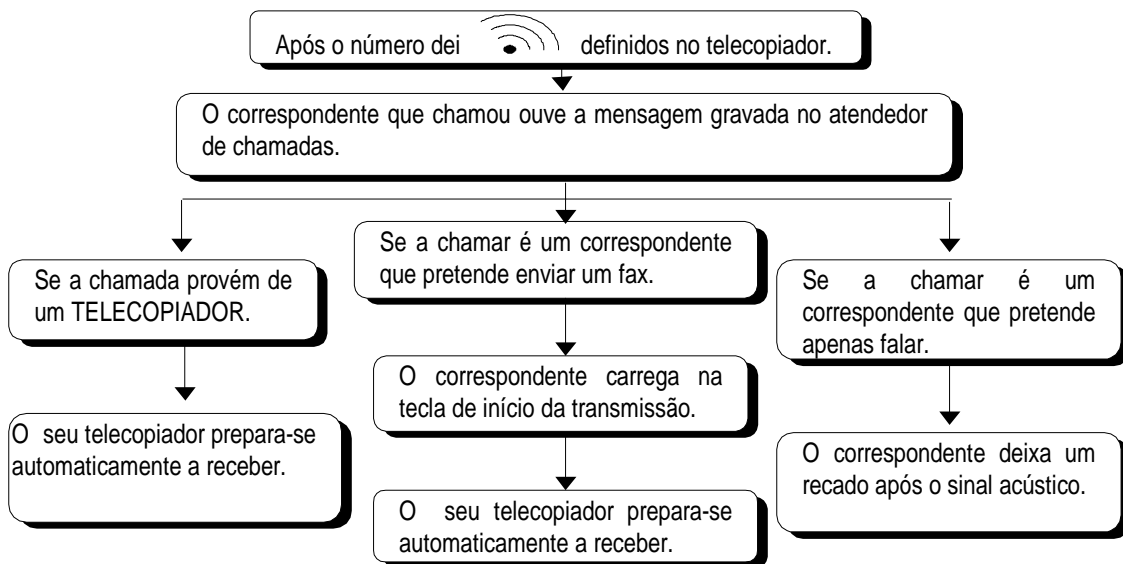 Após o número dei definidos no telecopiador.
O correspondente que chamou ouve a mensagem gravada no atendedor
de chamadas.
Se a chamada provém de
um TELECOPIADOR.
O seu telecopiador prepara-se
automaticamente a receber.
Se a chamar é um correspondente
que pretende enviar um fax.
O correspondente carrega na
tecla de início da transmissão.
O seu telecopiador prepara-se
automaticamente a receber.
Se a chamar é um
correspondente que pretende
apenas falar.
O correspondente deixa um
recado após o sinal acústico.